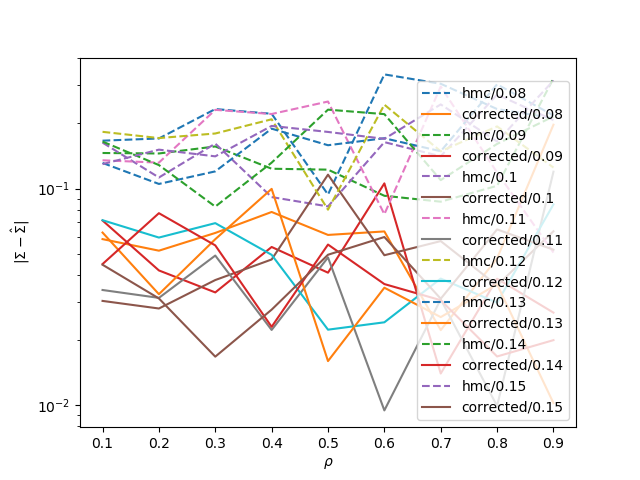 |Σ − Σ̂|
10⁻¹
10⁻²
hmc/0.08
corrected/0.08
hmc/0.09
corrected/0.09
hmc/0.1
corrected/0.1
hmc/0.11
corrected/0.11
hmc/0.12
corrected/0.12
hmc/0.13
corrected/0.13
hmc/0.14
corrected/0.14
hmc/0.15
corrected/0.15
0.1 0.2 0.3 0.4 0.5 0.6 0.7 0.8 0.9
ρ